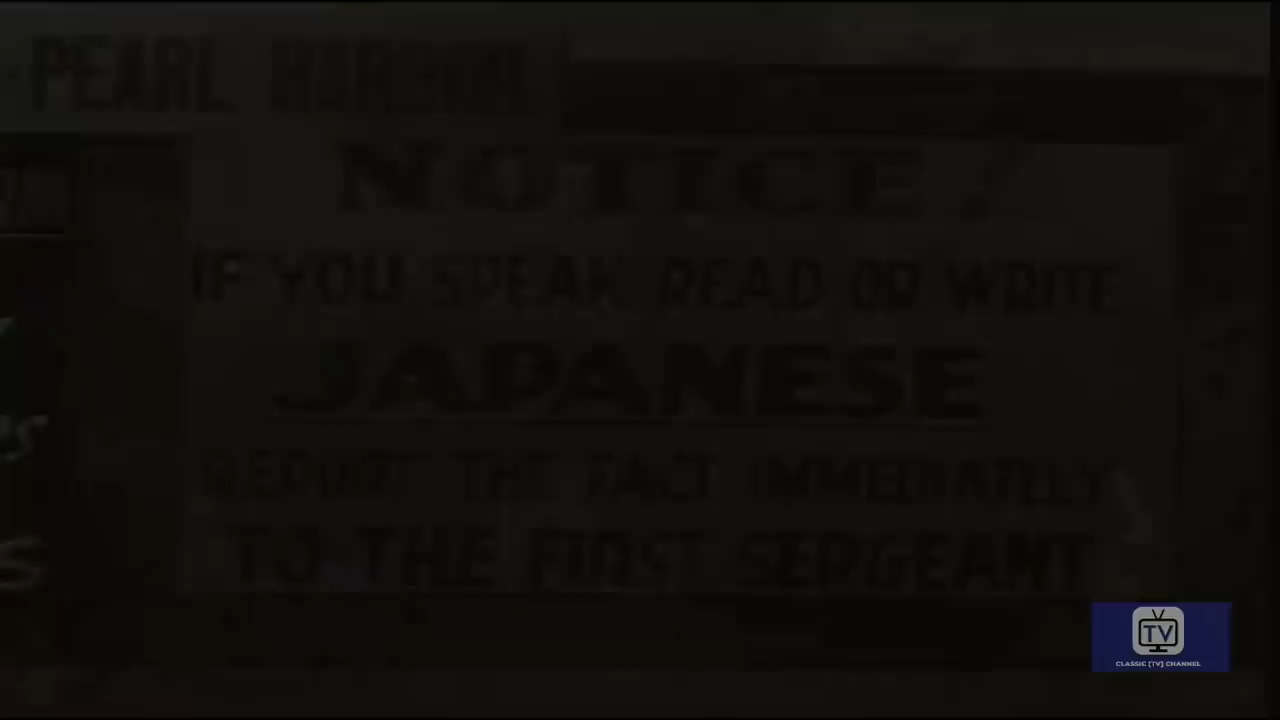 PEARL HARBOR
NOTICE!
IF YOU SPEAK READ OR WRITE
JAPANESE
REPORT THE FACT IMMEDIATELY
TO THE FIRST SERGEANT
TV
CLASSIC [TV] CHANNEL